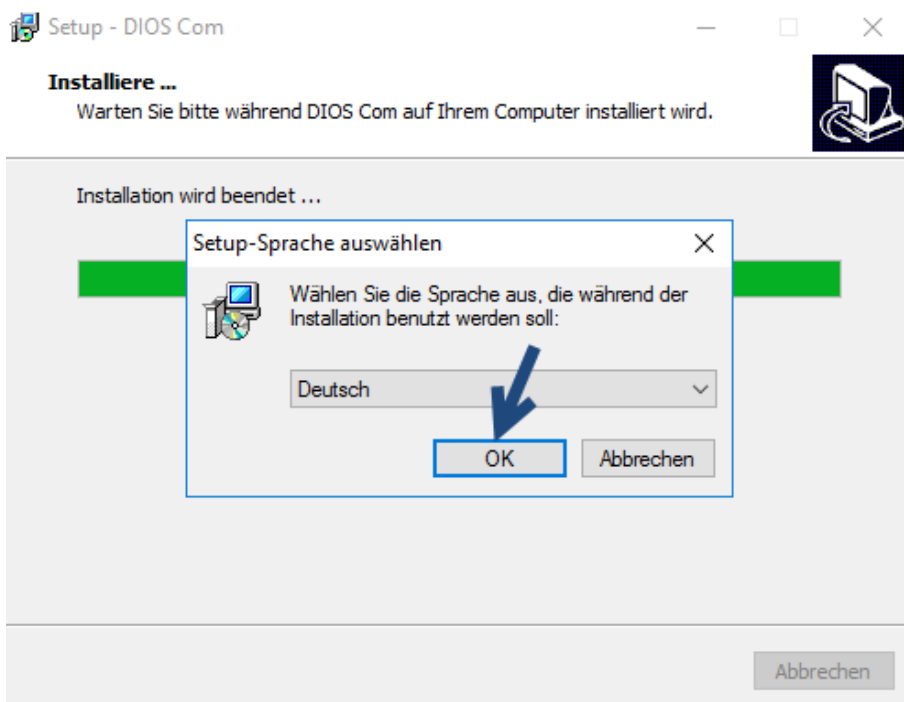 Setup - DIOS Com
Installiere ...
Warten Sie bitte während DIOS Com auf Ihrem Computer installiert wird.
Installation wird beendet ...
Setup-Sprache auswählen
Wählen Sie die Sprache aus, die während der
Installation benutzt werden soll:
Deutsch
OK
Abbrechen
Abbrechen